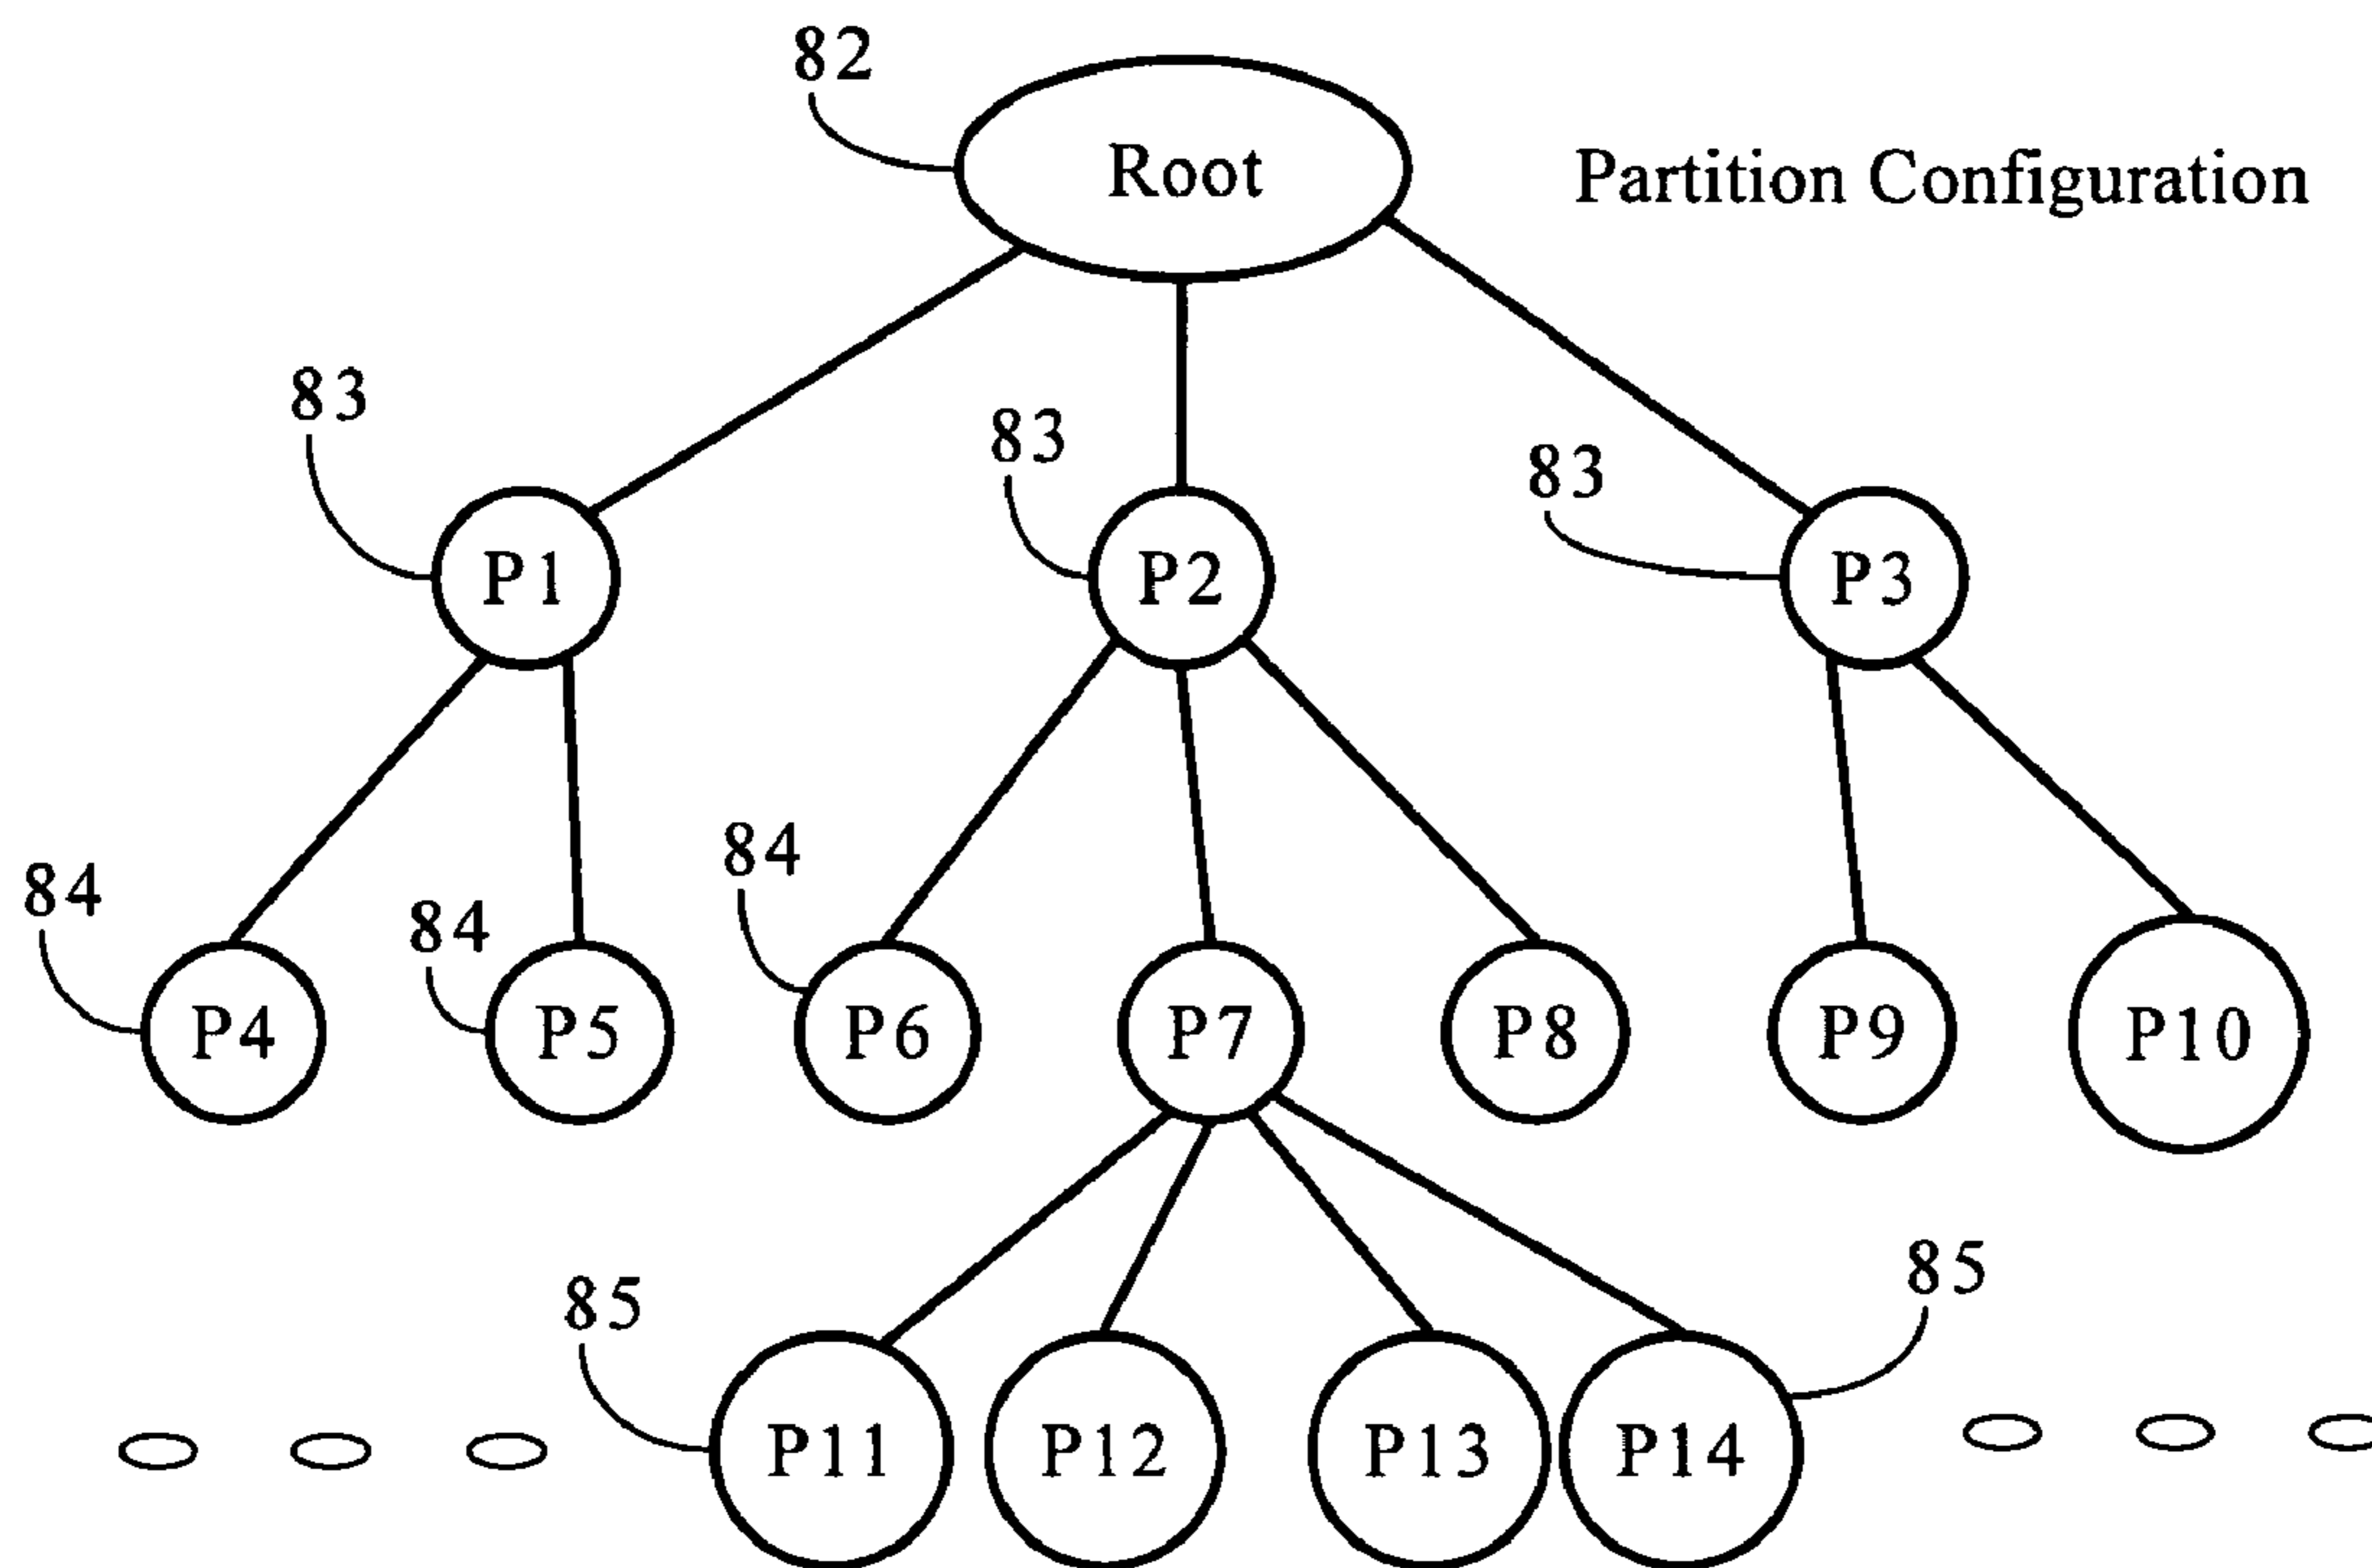 82
Root
Partition Configuration
83
83
83
P1
P2
P3
84
84
84
P4
P5
P6
P7
P8
P9
P10
85
85
P11
P12
P13
P14